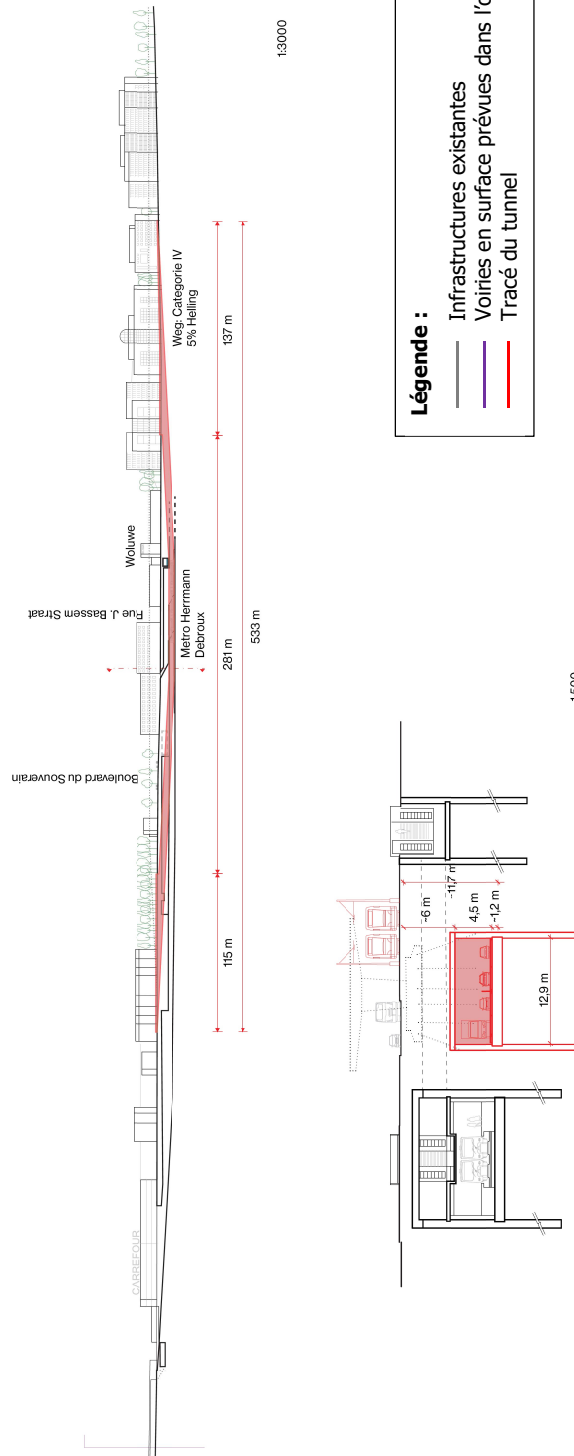 1:3000
Weg: Categorie IV
5% Helling
137 m
Woluwe
Rue J. Bassem Straat
Metro Herrmann
Debroux
281 m
533 m
Boulevard du Souverain
115 m
CARREFOUR
Légende :
Infrastructures existantes
Voiries en surface prévues dans l'o
Tracé du tunnel
~6 m
-11,7 m
4,5 m
-1,2 m
12,9 m